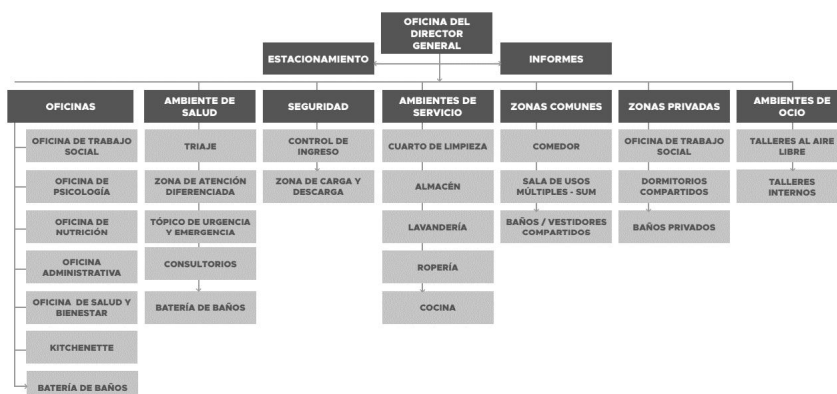 OFICINA DEL
DIRECTOR
GENERAL
ESTACIONAMIENTO
INFORMES
OFICINAS
OFICINA DE TRABAJO
SOCIAL
OFICINA DE
PSICOLOGÍA
OFICINA DE
NUTRICIÓN
OFICINA
ADMINISTRATIVA
OFICINA DE SALUD Y
BIENESTAR
KITCHENETTE
BATERÍA DE BAÑOS
AMBIENTE DE
SALUD
TRIAJE
ZONA DE ATENCIÓN
DIFERENCIADA
TÓPICO DE URGENCIA
Y EMERGENCIA
CONSULTORIOS
BATERÍA DE BAÑOS
SEGURIDAD
CONTROL DE
INGRESO
ZONA DE CARGA Y
DESCARGA
AMBIENTES DE
SERVICIO
CUARTO DE LIMPIEZA
ALMACÉN
LAVANDERÍA
ROPERÍA
COCINA
ZONAS COMUNES
COMEDOR
SALA DE USOS
MÚLTIPLES - SUM
BAÑOS / VESTIDORES
COMPARTIDOS
ZONAS PRIVADAS
OFICINA DE TRABAJO
SOCIAL
DORMITORIOS
COMPARTIDOS
BAÑOS PRIVADOS
AMBIENTES DE
OCIO
TALLERES AL AIRE
LIBRE
TALLERES
INTERNOS